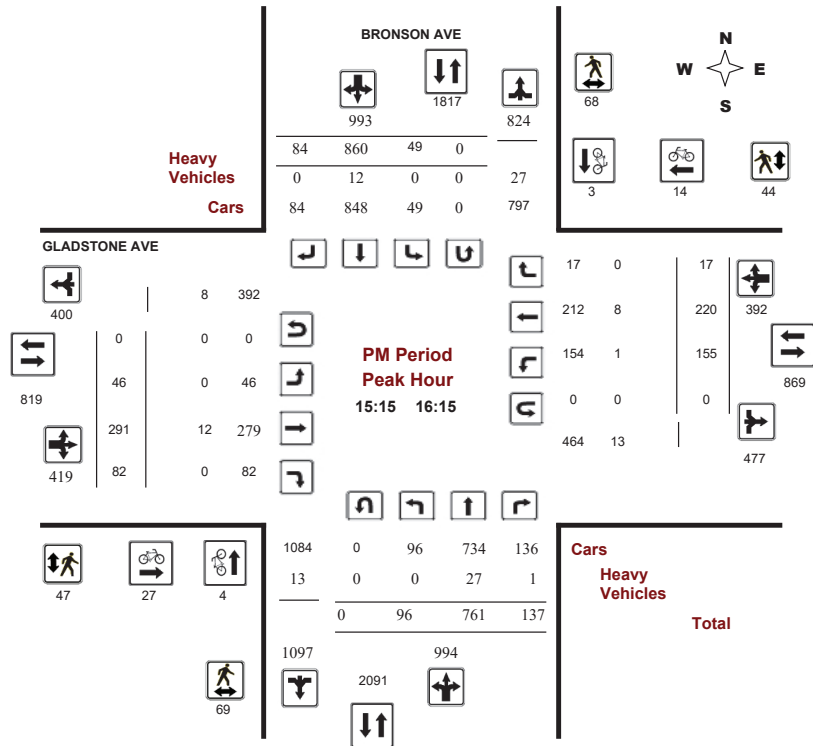 BRONSON AVE
N
W E
S
1817
993 824
68
84 860 49 0
Heavy
Vehicles
0 12 0 0 27
3 14 44
Cars 84 848 49 0 797
GLADSTONE AVE
17 0 17
8 392
400
392
212 8 220
0 0 0
PM Period
Peak Hour
154 1 155
819
869
46 0 46
15:15 16:15
0 0 0
291 12 279
464 13
477
419
82 0 82
1084 0 96 734 136 Cars
13 0 0 27 1 Heavy
Vehicles
47 27 4
0 96 761 137 Total
1097 994
2091
69